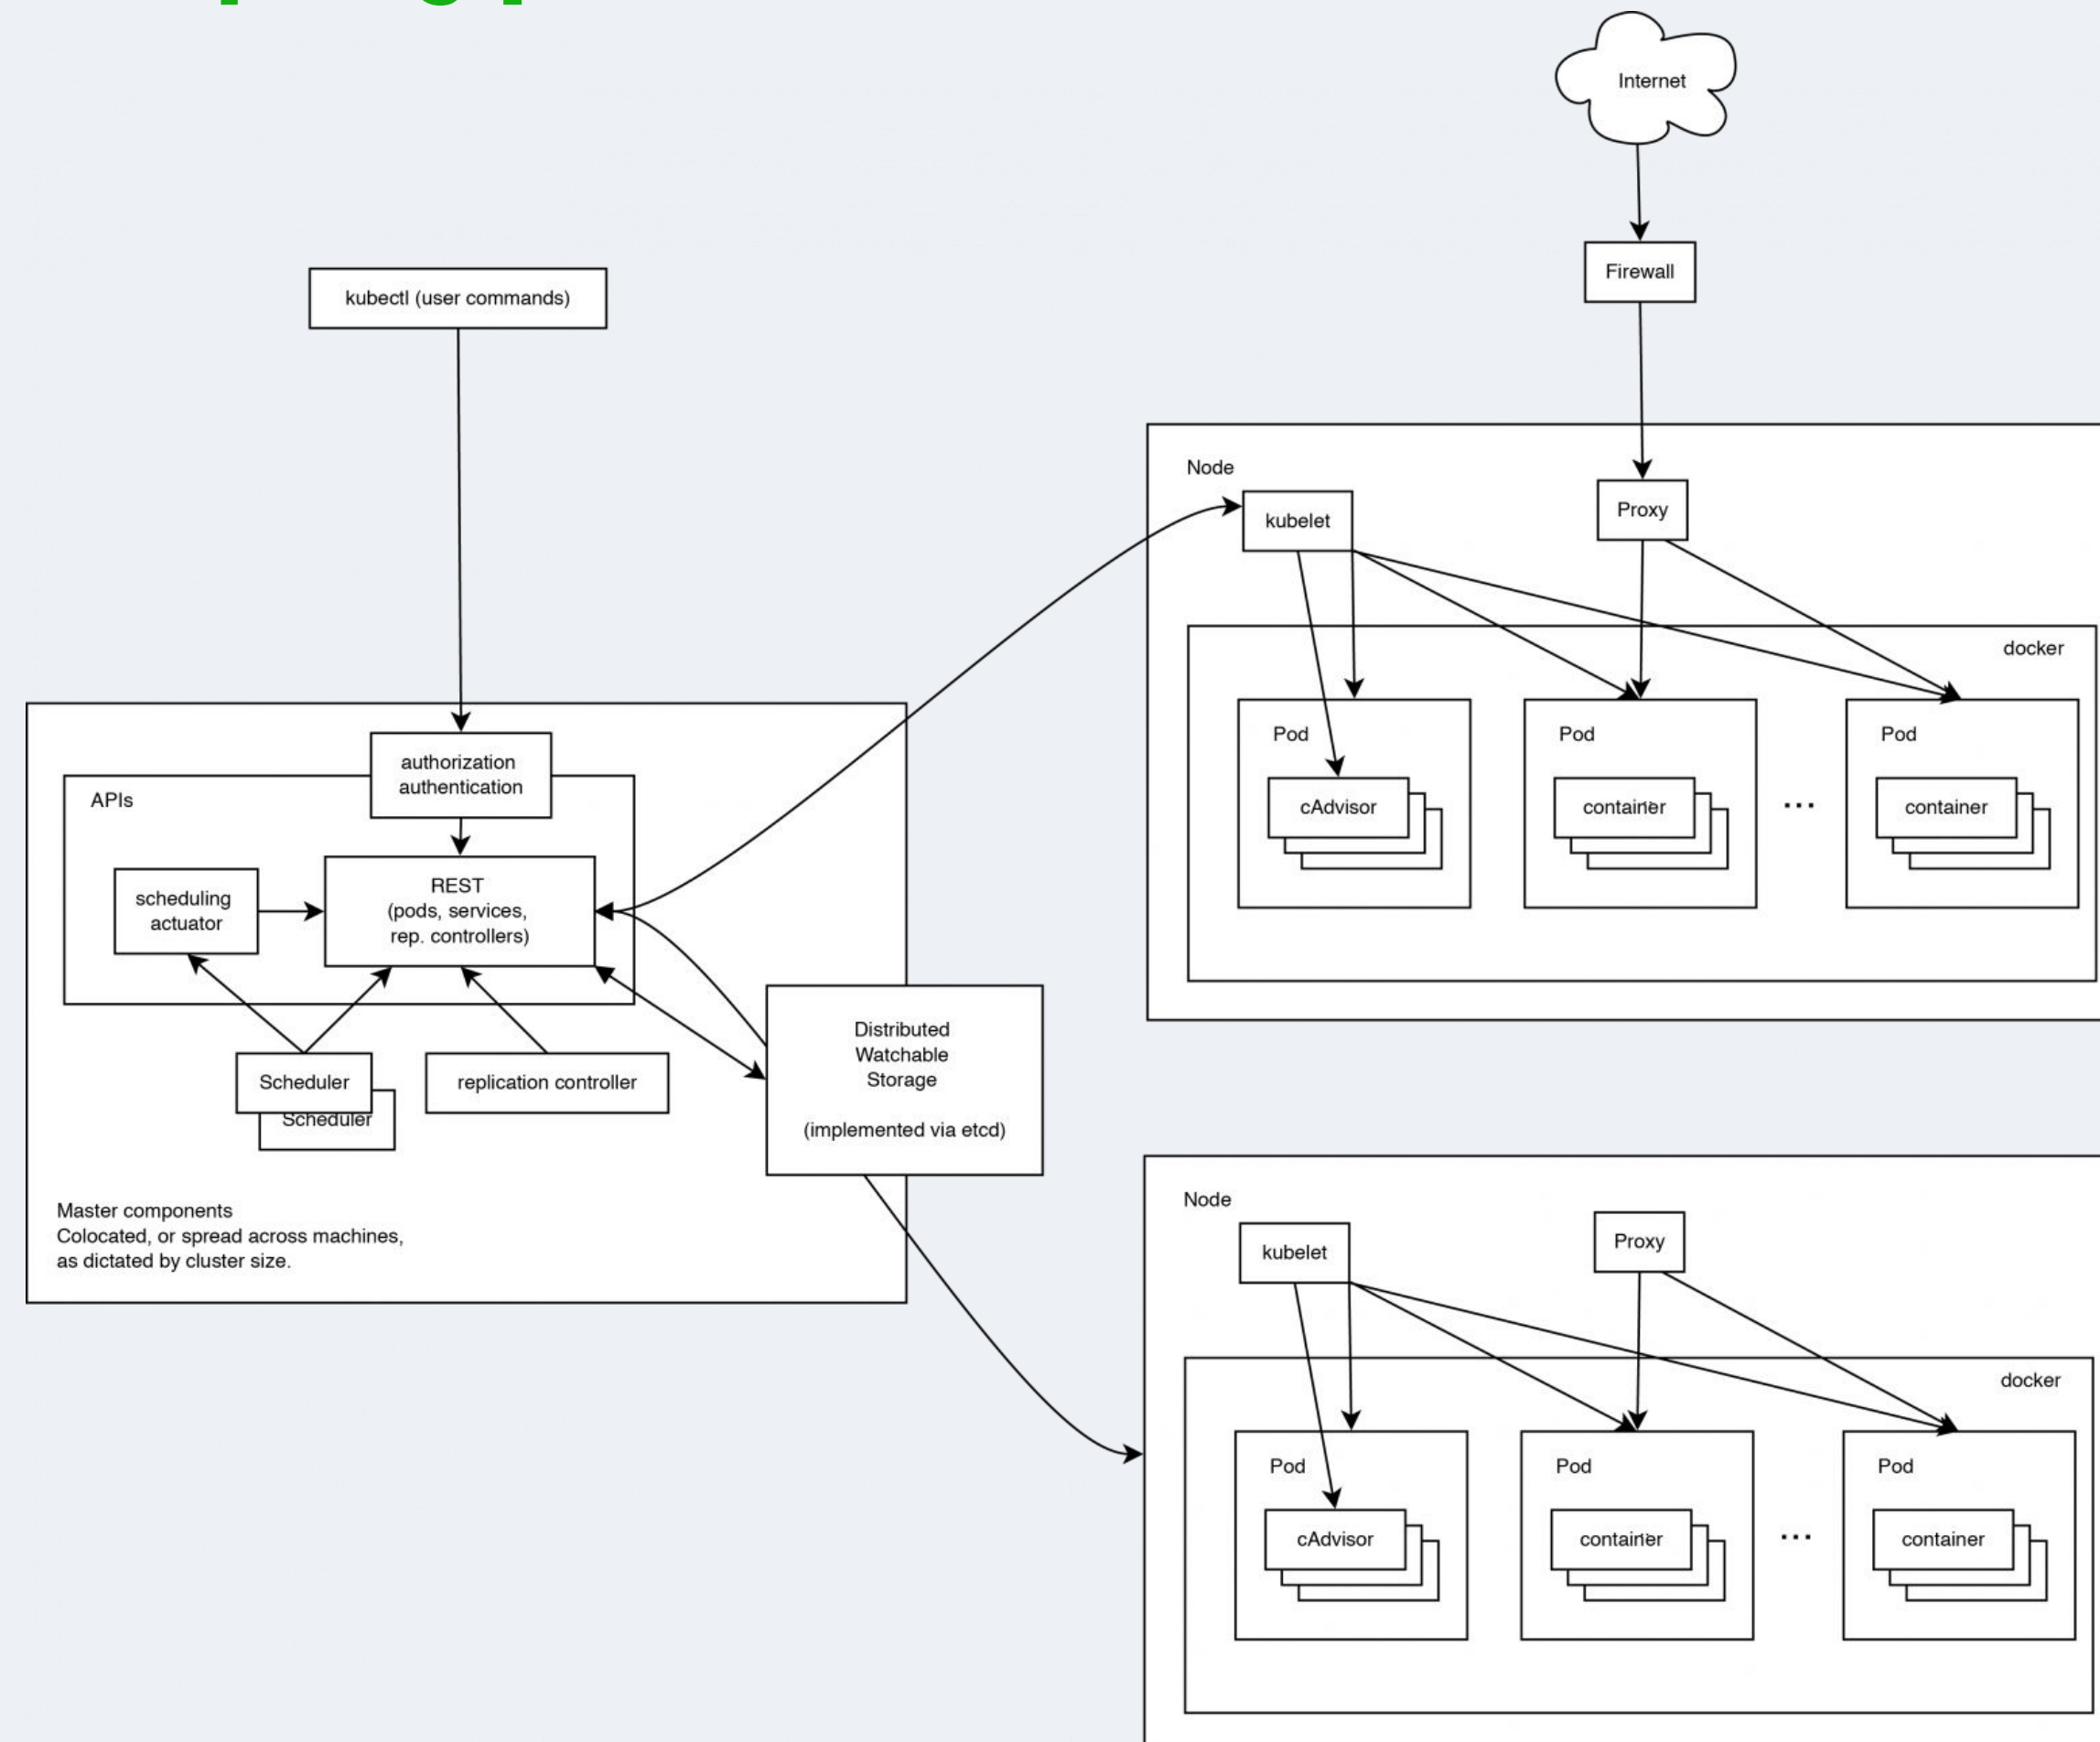 Internet
Firewall
kubectl (user commands)
Node
kubelet
Proxy
docker
Pod
cAdvisor
Pod
container
...
Pod
container
authorization
authentication
APIs
scheduling
actuator
REST
(pods, services,
rep. controllers)
Scheduler
Scheduler
replication controller
Distributed
Watchable
Storage
(implemented via etcd)
Master components
Colocated, or spread across machines,
as dictated by cluster size.
Node
kubelet
Proxy
docker
Pod
cAdvisor
Pod
container
...
Pod
container